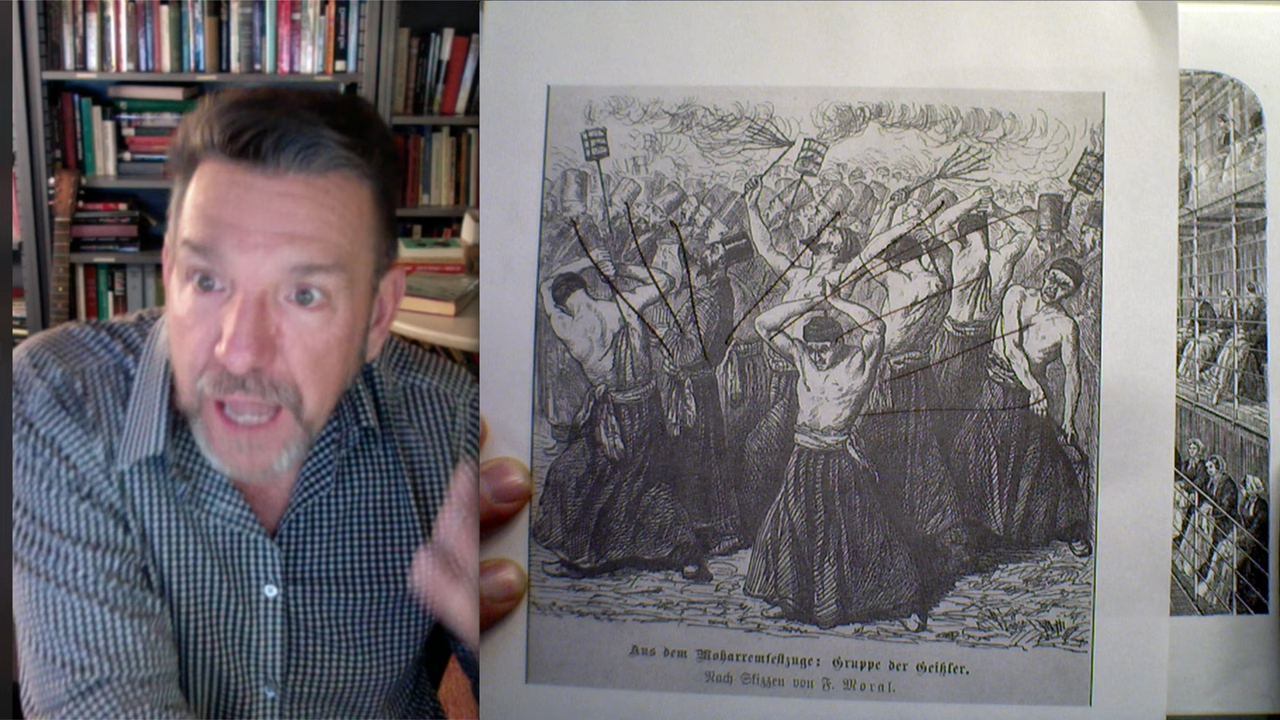 Aus dem Moharremfestzuge: Gruppe der Geißler.
Nach Skizzen von F. Moral.